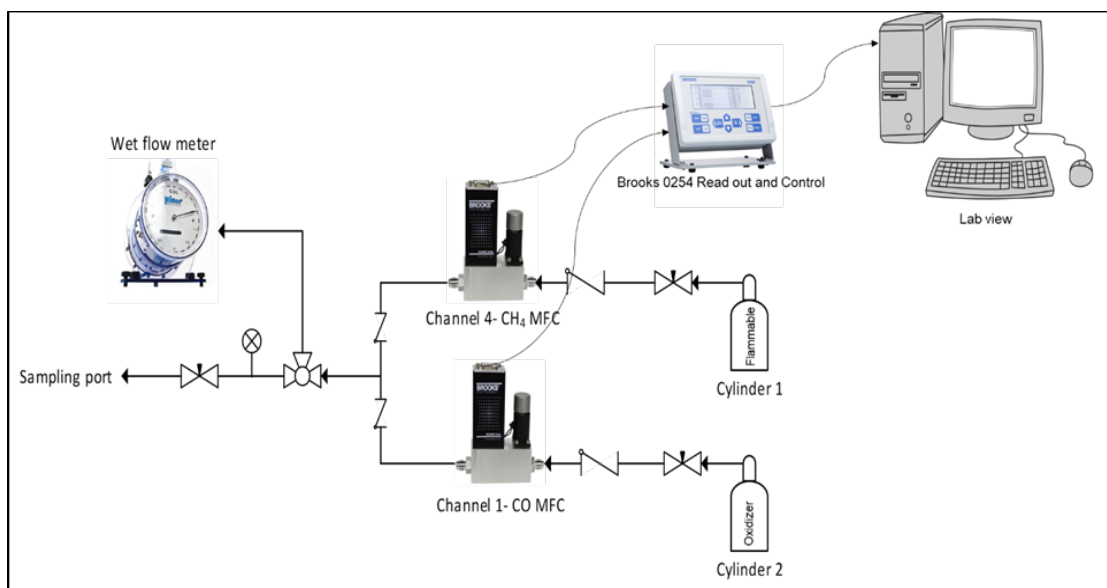 Wet flow meter
Brooks 0254 Read out and Control
Lab view
BROOKS
Channel 4- CH₄ MFC
Flammable
Cylinder 1
Sampling port
BROOKS
Channel 1- CO MFC
Oxidizer
Cylinder 2